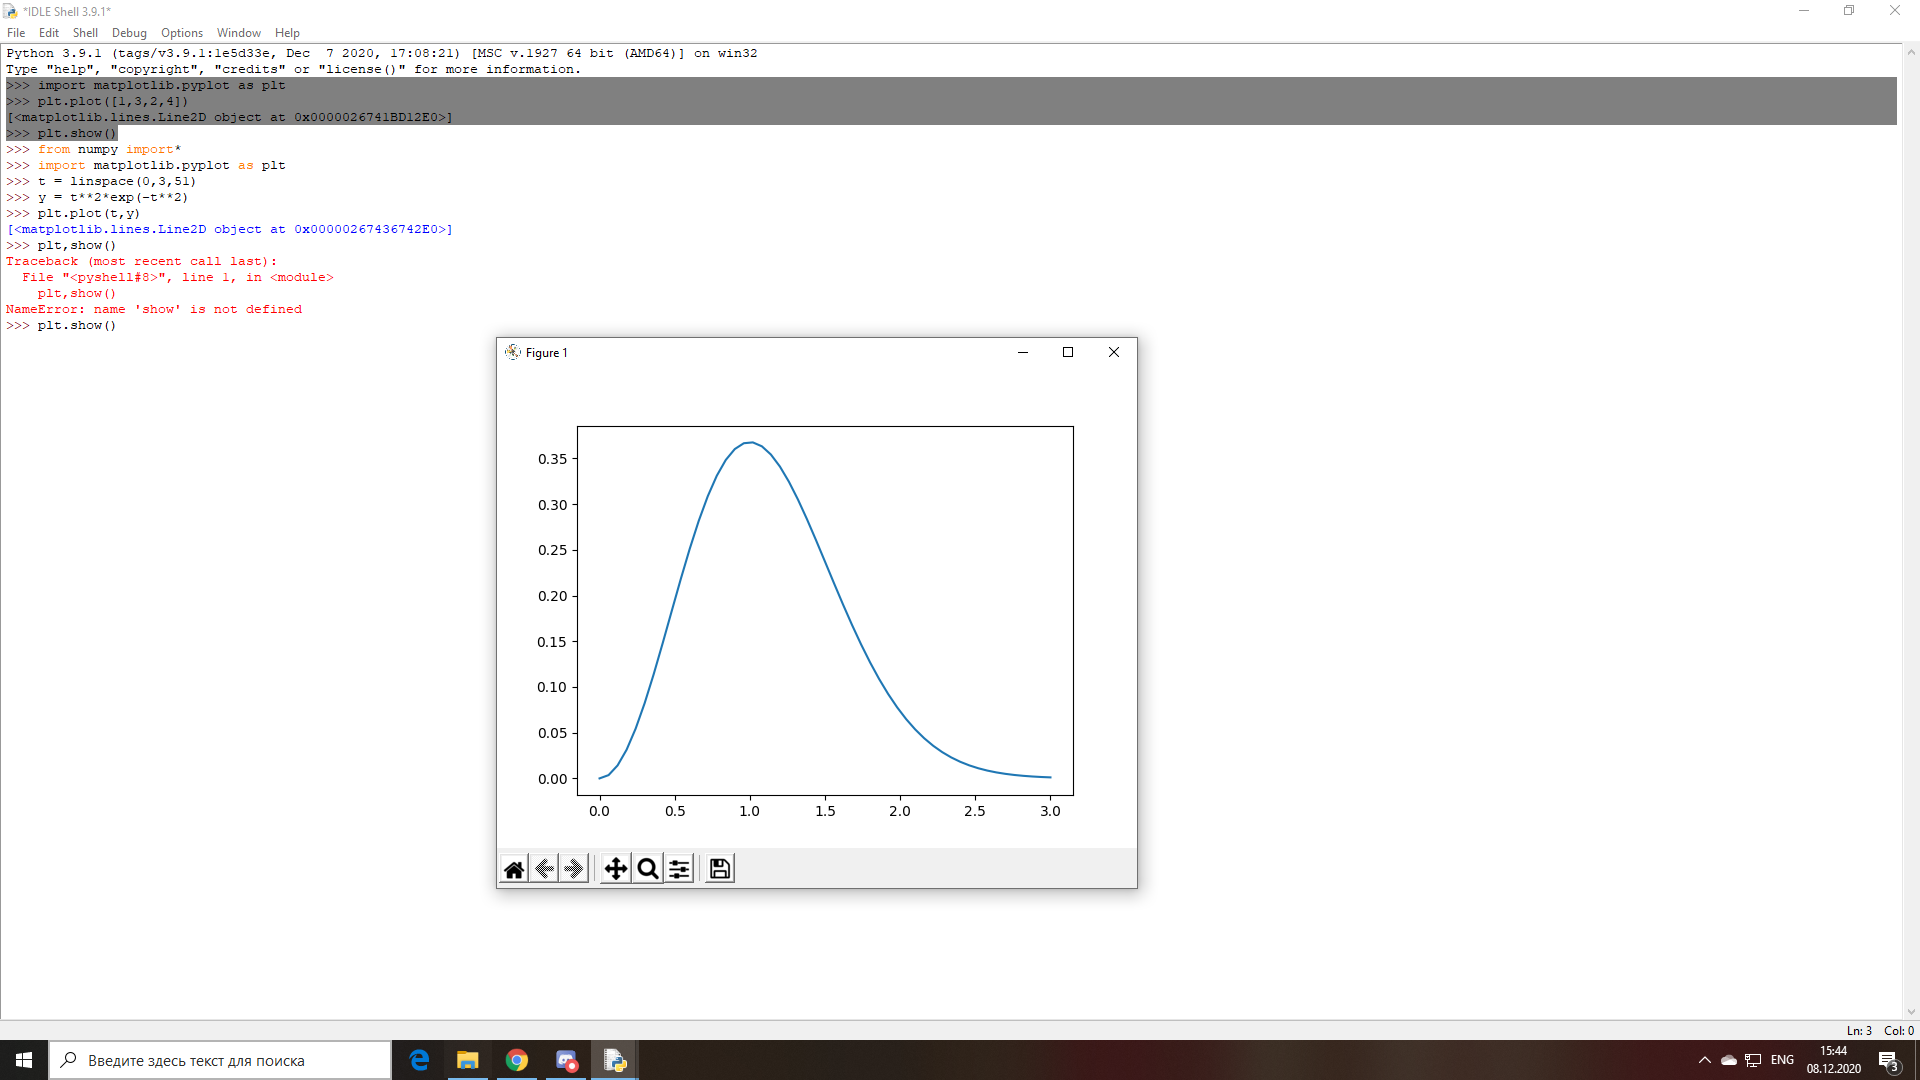 *IDLE Shell 3.9.1*
File Edit Shell Debug Options Window Help
Python 3.9.1 (tags/v3.9.1:1e5d33e, Dec  7 2020, 17:08:21) [MSC v.1927 64 bit (AMD64)] on win32
Type "help", "copyright", "credits" or "license()" for more information.
>>> import matplotlib.pyplot as plt
>>> plt.plot([1,3,2,4])
[<matplotlib.lines.Line2D object at 0x0000026741BD12E0>]
>>> plt.show()
>>> from numpy import*
>>> import matplotlib.pyplot as plt
>>> t = linspace(0,3,51)
>>> y = t**2*exp(-t**2)
>>> plt.plot(t,y)
[<matplotlib.lines.Line2D object at 0x00000267436742E0>]
>>> plt,show()
Traceback (most recent call last):
  File "<pyshell#8>", line 1, in <module>
    plt,show()
NameError: name 'show' is not defined
>>> plt.show()
Figure 1
0.35
0.30
0.25
0.20
0.15
0.10
0.05
0.00
0.0 0.5 1.0 1.5 2.0 2.5 3.0
Ln: 3 Col: 0
Введите здесь текст для поиска
ENG
15:44
08.12.2020
3